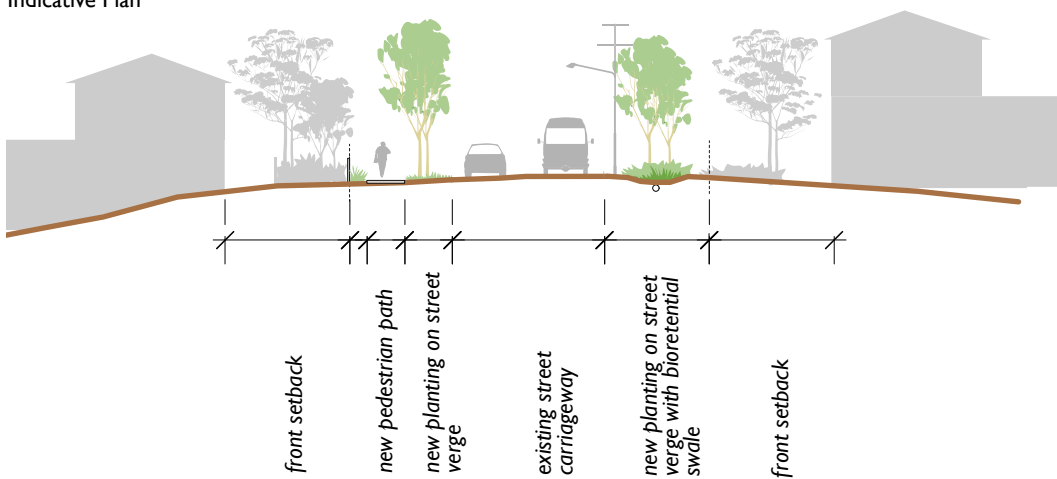 Indicative Plan
front setback
new pedestrian path
new planting on street
verge
existing street
carriageway
new planting on street
verge with bioretential
swale
front setback